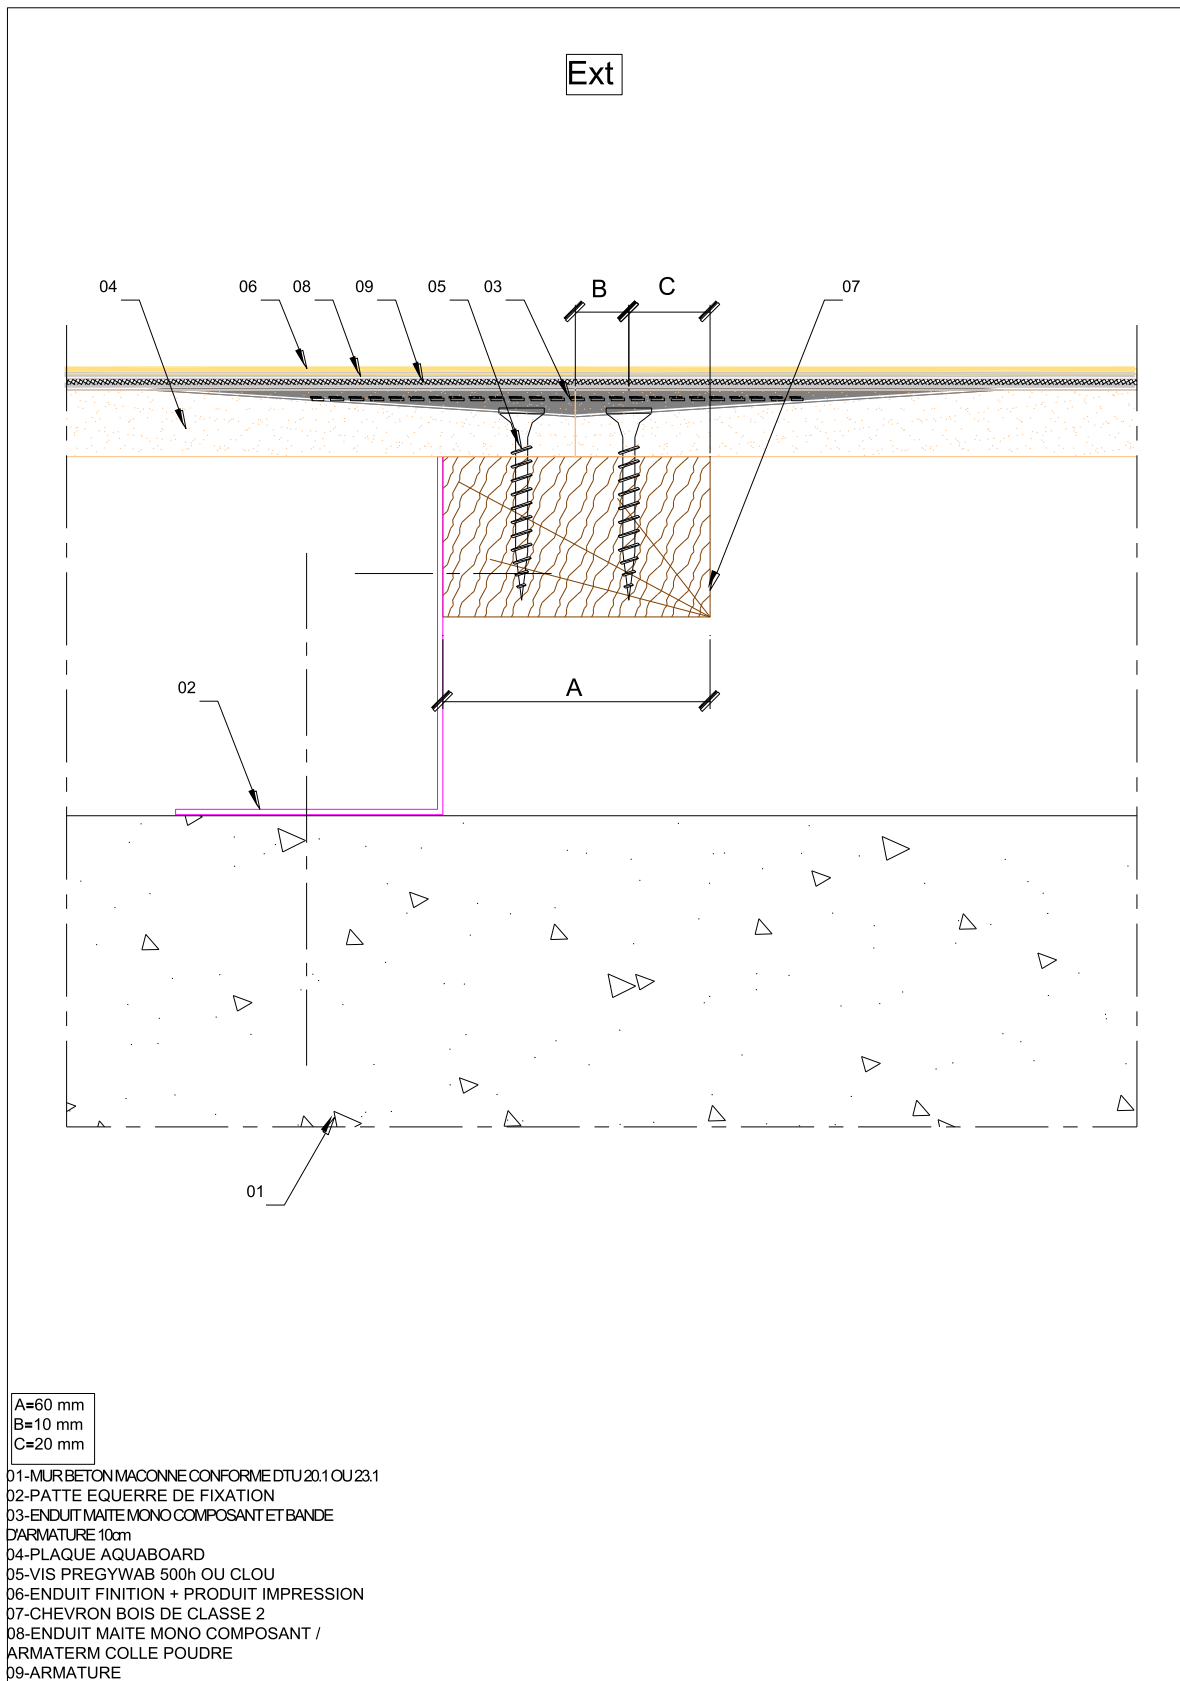 Ext
04
06
08
09
05
03
B
C
07
02
A
01
A=60 mm
B=10 mm
C=20 mm
01-MUR BETON MACONNE CONFORME DTU 20.1 OU 23.1
02-PATTE EQUERRE DE FIXATION
03-ENDUIT MAITE MONO COMPOSANT ET BANDE
D'ARMATURE 10cm
04-PLAQUE AQUABOARD
05-VIS PREGYWAB 500h OU CLOU
06-ENDUIT FINITION + PRODUIT IMPRESSION
07-CHEVRON BOIS DE CLASSE 2
08-ENDUIT MAITE MONO COMPOSANT /
ARMATERM COLLE POUDRE
09-ARMATURE